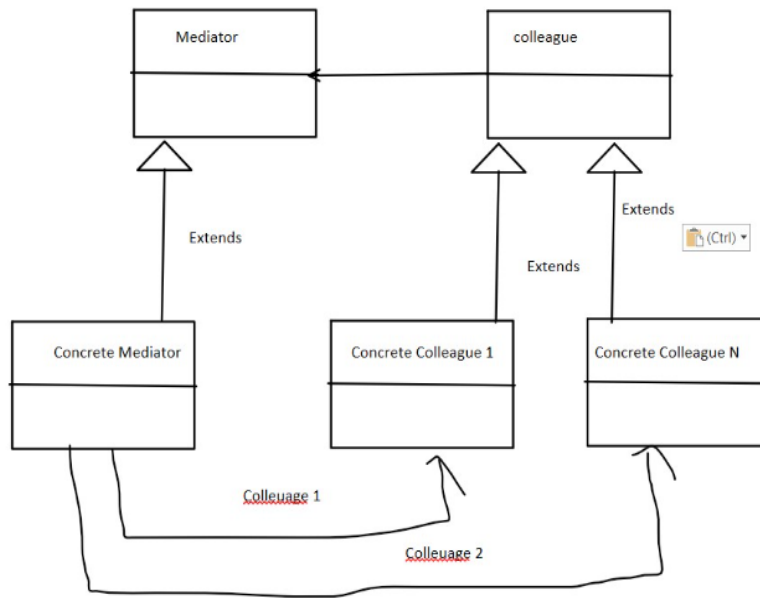 Mediator
colleague
Extends
Extends
Extends
(Ctrl)
Concrete Mediator
Concrete Colleague 1
Concrete Colleague N
Colleuage 1
Colleuage 2